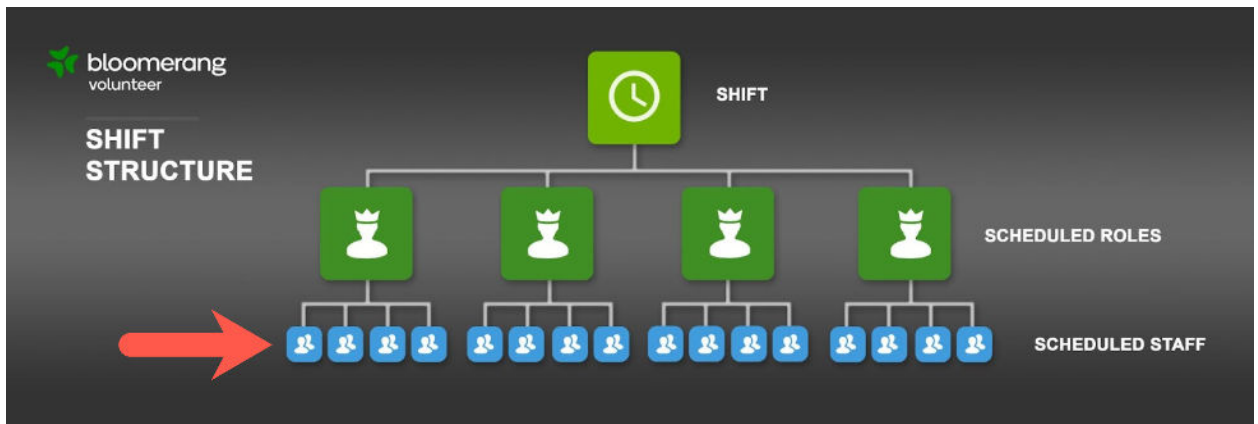 bloomerang
volunteer
SHIFT
STRUCTURE
SHIFT
SCHEDULED ROLES
SCHEDULED STAFF